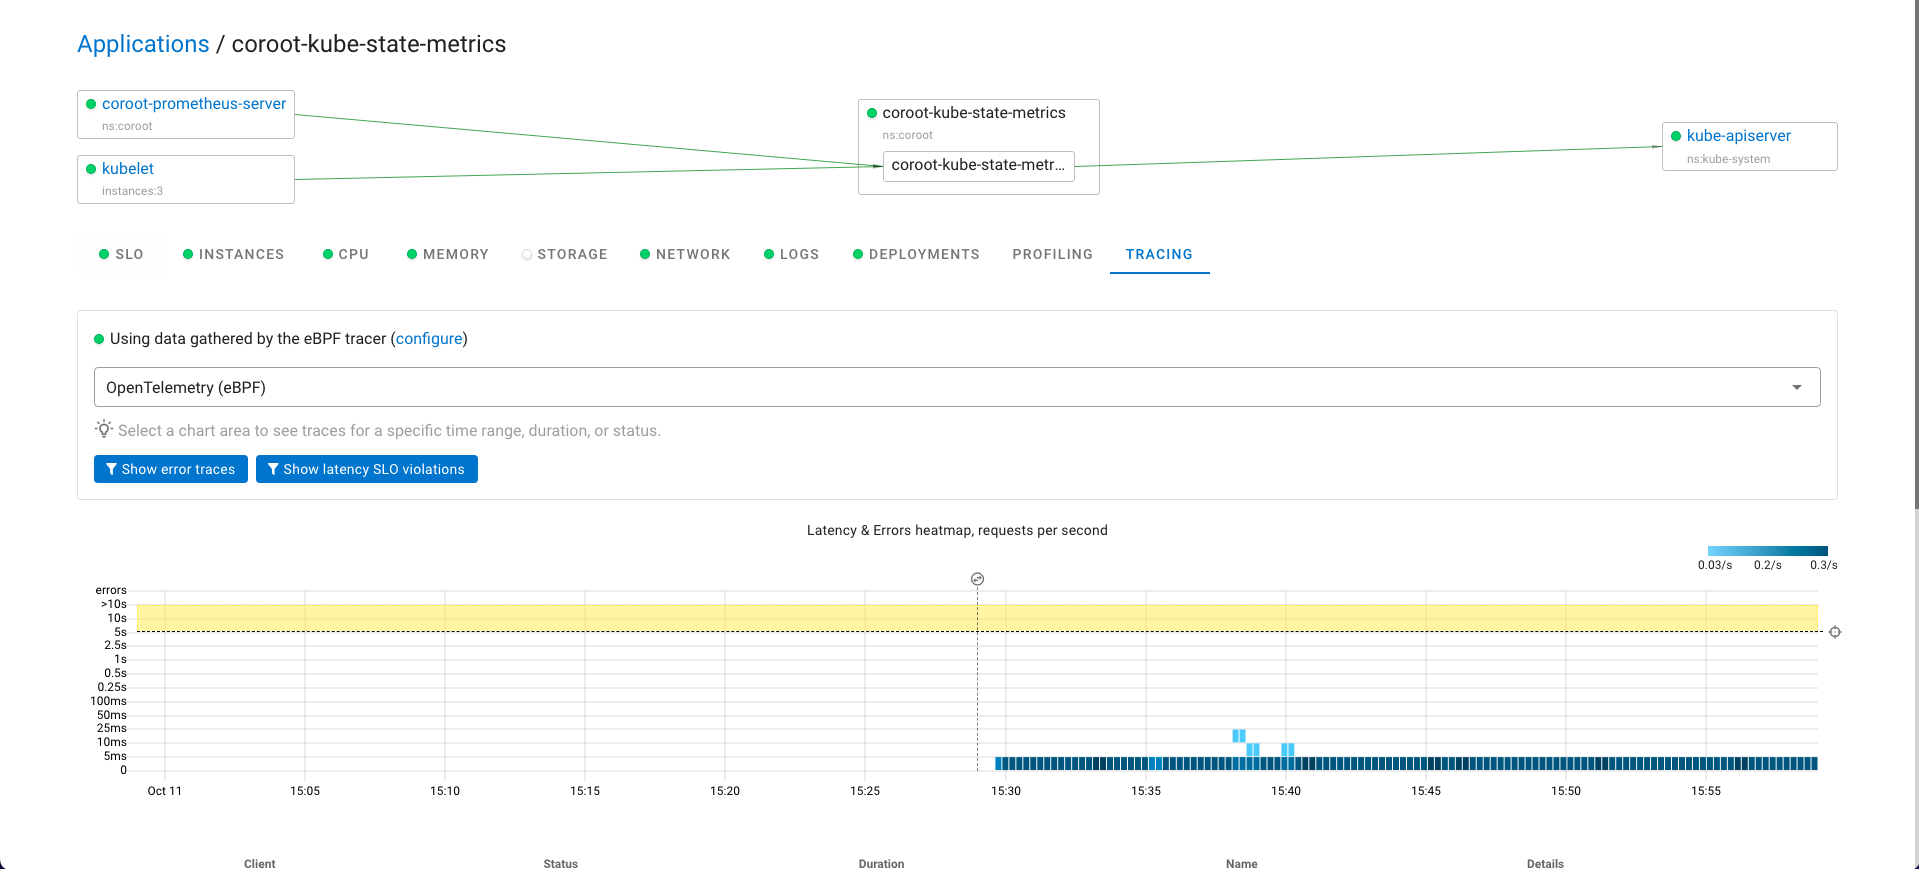 Applications / coroot-kube-state-metrics
coroot-prometheus-server
ns:coroot
kubelet
instances:3
coroot-kube-state-metrics
ns:coroot
coroot-kube-state-metr...
kube-apiserver
ns:kube-system
SLO INSTANCES CPU MEMORY STORAGE NETWORK LOGS DEPLOYMENTS PROFILING TRACING
Using data gathered by the eBPF tracer (configure)
OpenTelemetry (eBPF)
Select a chart area to see traces for a specific time range, duration, or status.
Show error traces Show latency SLO violations
Latency & Errors heatmap, requests per second
0.03/s 0.2/s 0.3/s
errors
>10s
10s
5s
2.5s
1s
0.5s
0.25s
100ms
50ms
25ms
10ms
5ms
0
Oct 11 15:05 15:10 15:15 15:20 15:25 15:30 15:35 15:40 15:45 15:50 15:55
Client Status Duration Name Details